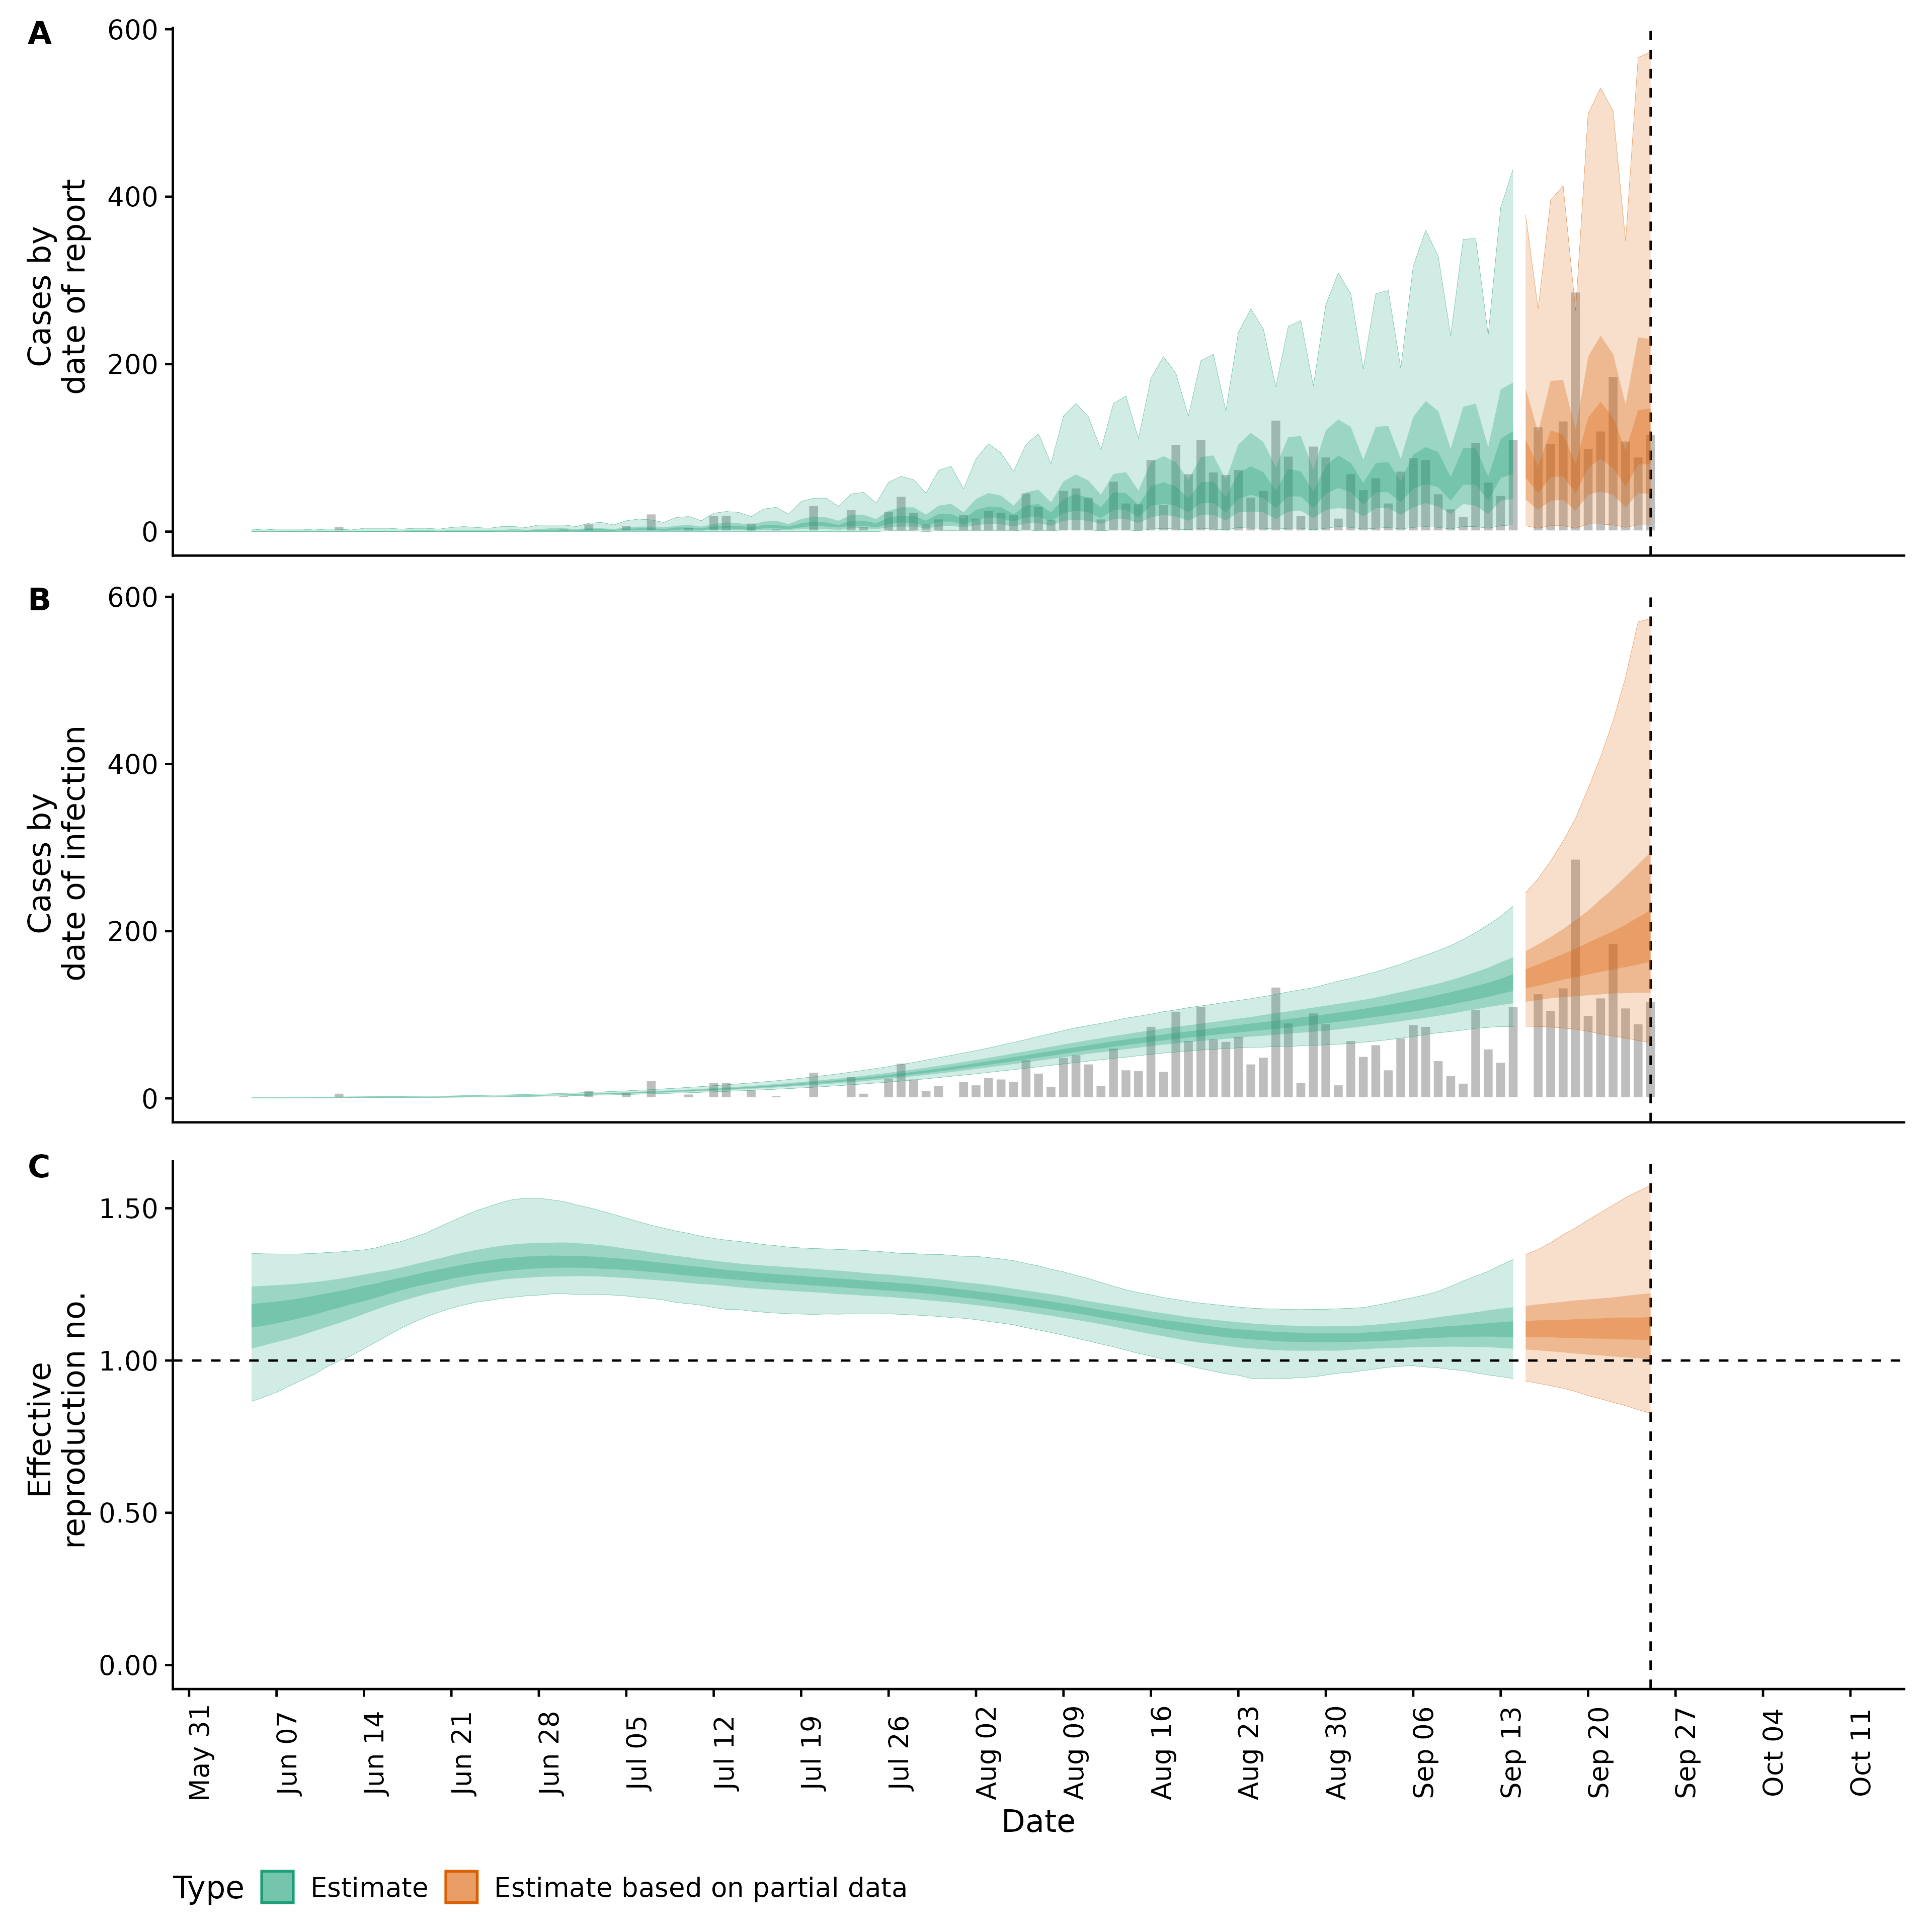 A
600
400
200
0
Cases by
date of report
B
600
400
200
0
Cases by
date of infection
C
1.50
1.00
0.50
0.00
Effective
reproduction no.
May 31
Jun 07
Jun 14
Jun 21
Jun 28
Jul 05
Jul 12
Jul 19
Jul 26
Aug 02
Aug 09
Aug 16
Aug 23
Aug 30
Sep 06
Sep 13
Sep 20
Sep 27
Oct 04
Oct 11
Date
Type Estimate Estimate based on partial data